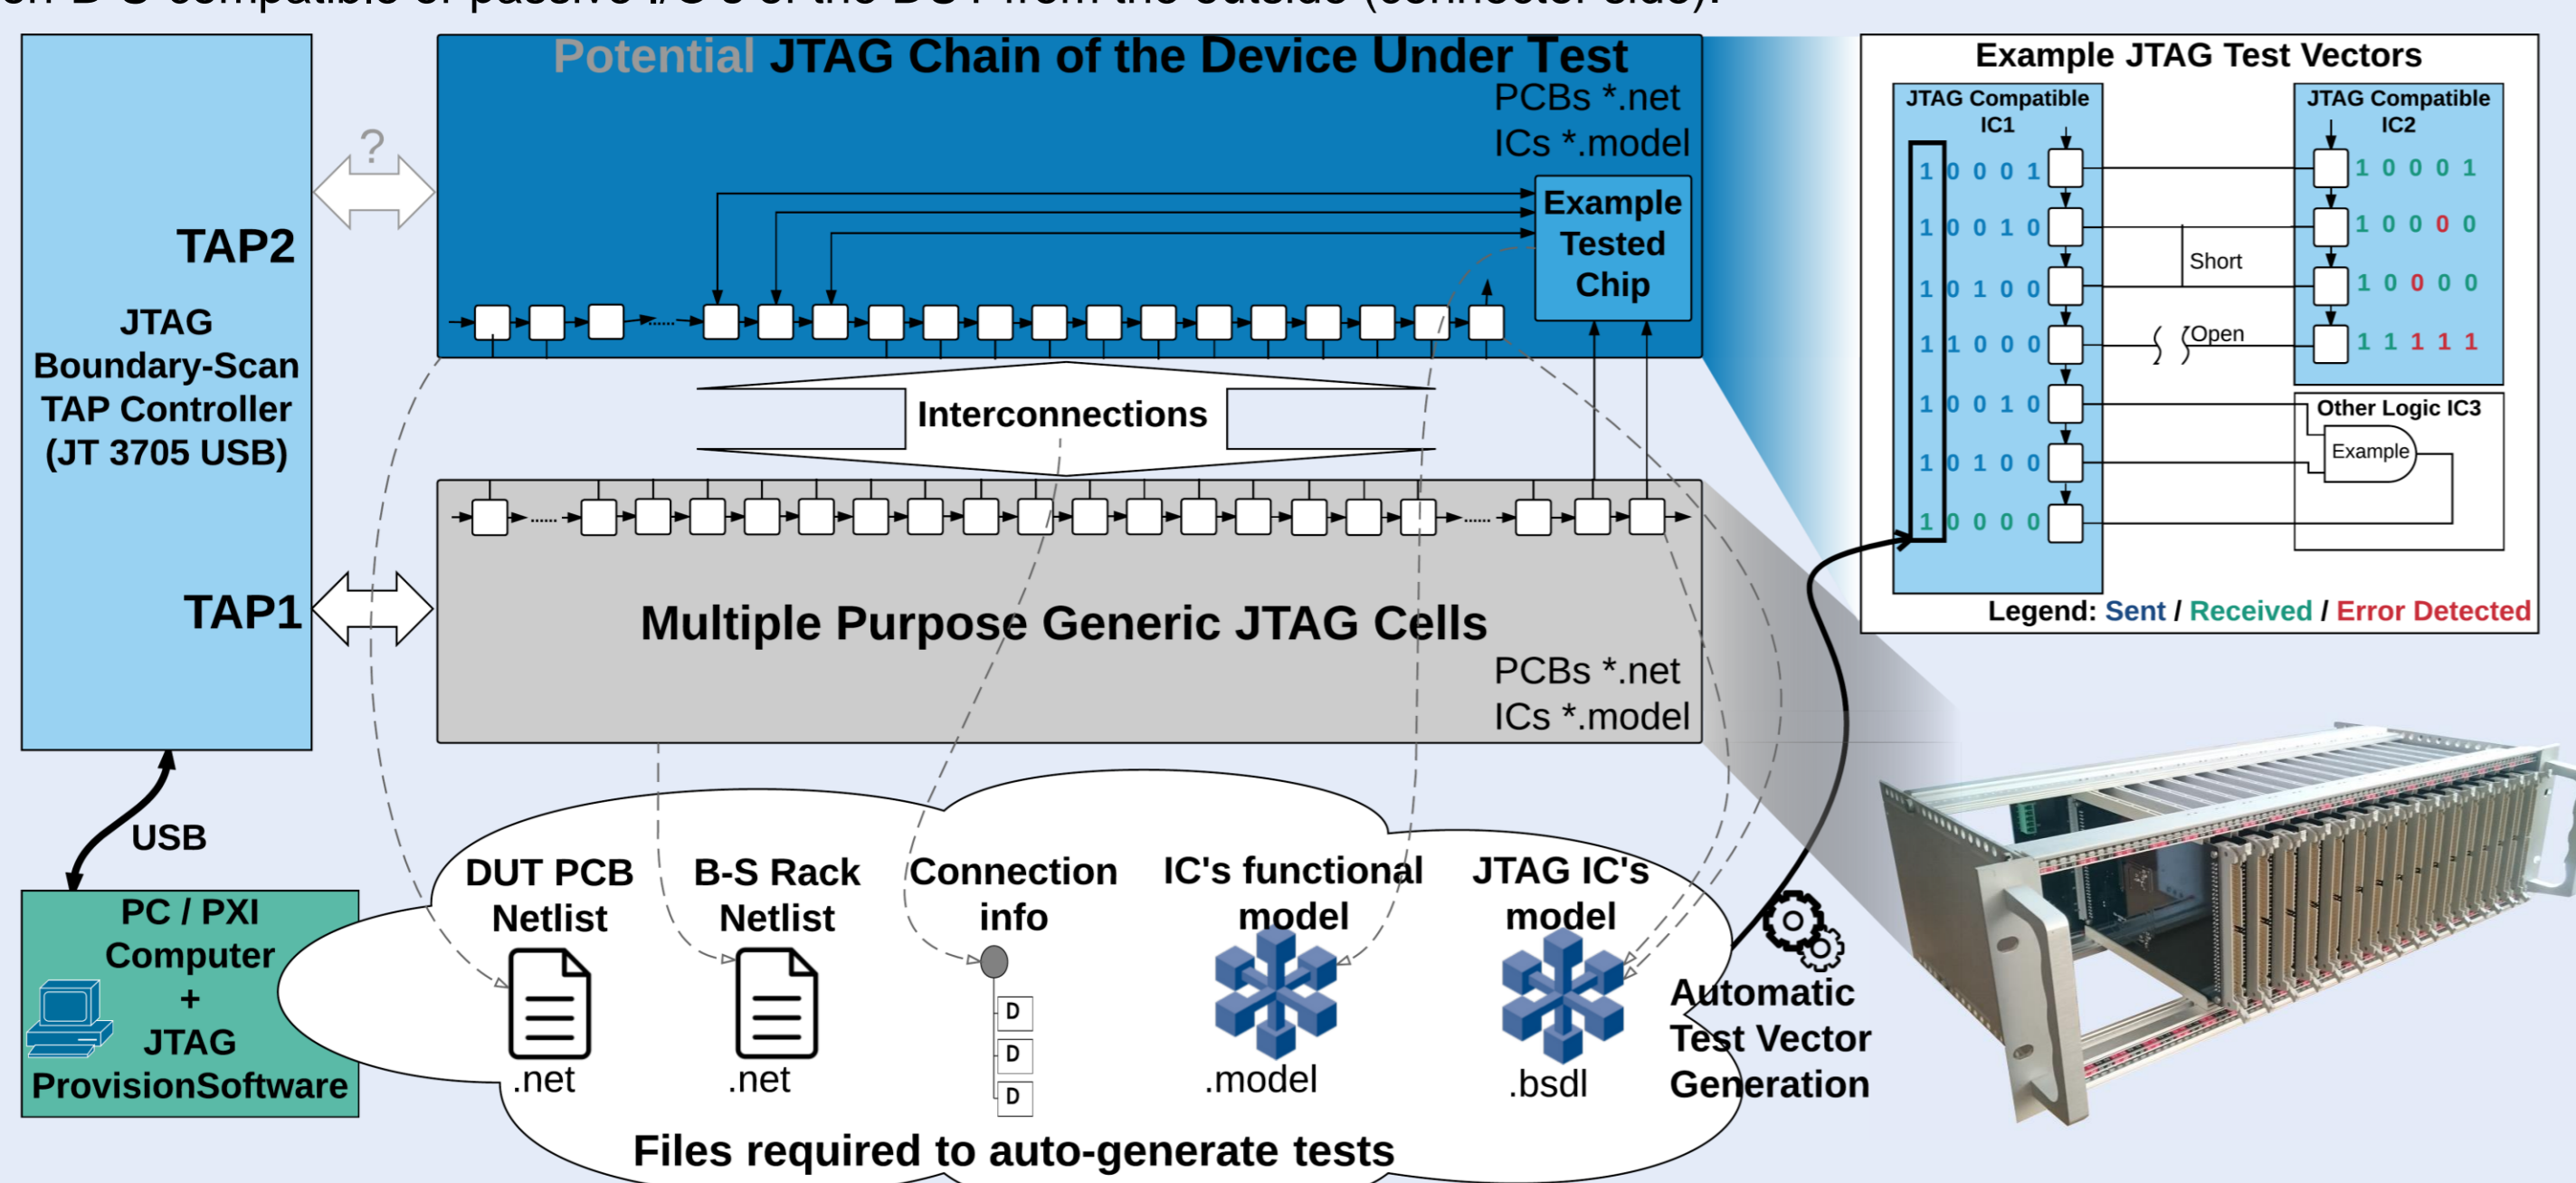 Potential JTAG Chain of the Device Under Test
PCBs *.net
ICs *.model
Example
Tested
Chip
?
TAP2
JTAG
Boundary-Scan
TAP Controller
(JT 3705 USB)
TAP1
Interconnections
......
......
......
Multiple Purpose Generic JTAG Cells
PCBs *.net
ICs *.model
USB
PC / PXI
Computer
+
JTAG
ProvisionSoftware
DUT PCB
Netlist
.net
B-S Rack
Netlist
.net
Connection
info
D
D
D
IC's functional
model
.model
JTAG IC's
model
.bsdl
Files required to auto-generate tests
Automatic
Test Vector
Generation
Example JTAG Test Vectors
JTAG Compatible
IC1
1 0 0 0 1
1 0 0 1 0
1 0 1 0 0
1 1 0 0 0
1 0 0 1 0
1 0 1 0 0
1 0 0 0 0
Short
Open
JTAG Compatible
IC2
1 0 0 0 1
1 0 0 0 0
1 0 0 0 0
1 1 1 1 1
Other Logic IC3
Example
Legend: Sent / Received / Error Detected